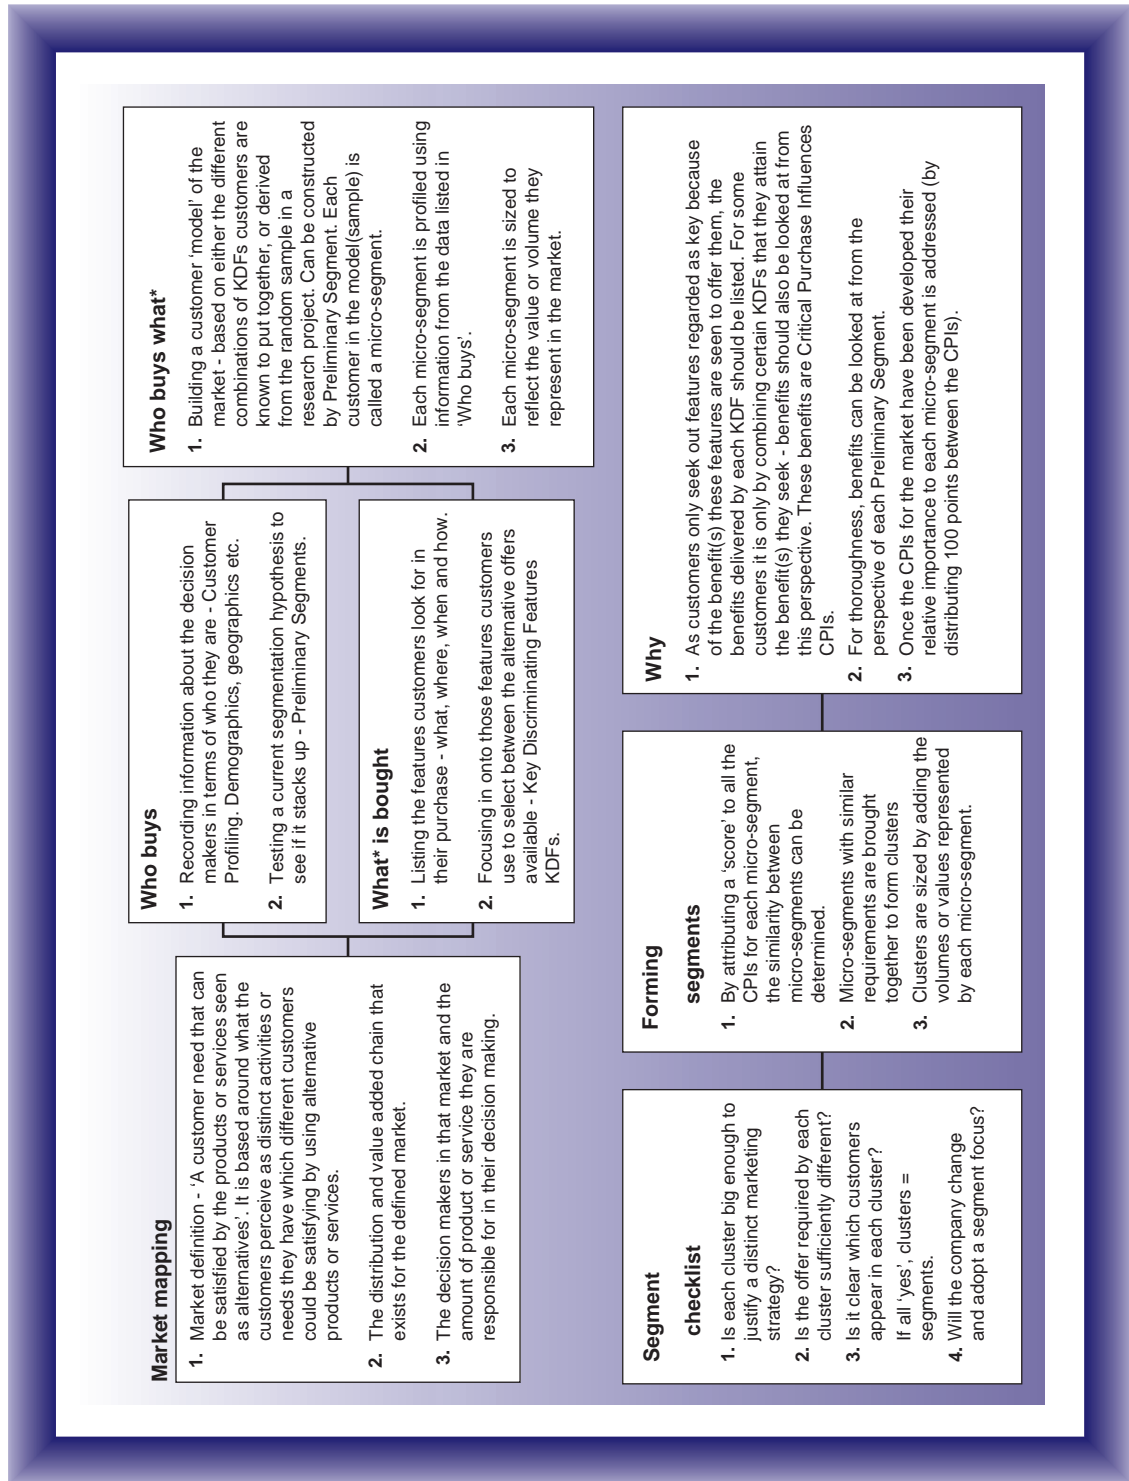 Market mapping
1. Market definition - ‘A customer need that can
be satisfied by the products or services seen
as alternatives’. It is based around what the
customers perceive as distinct activities or
needs they have which different customers
could be satisfying by using alternative
products or services.
2. The distribution and value added chain that
exists for the defined market.
3. The decision makers in that market and the
amount of product or service they are
responsible for in their decision making.
Who buys
1. Recording information about the decision
makers in terms of who they are - Customer
Profiling. Demographics, geographics etc.
2. Testing a current segmentation hypothesis to
see if it stacks up - Preliminary Segments.
What* is bought
1. Listing the features customers look for in
their purchase - what, where, when and how.
2. Focusing in onto those features customers
use to select between the alternative offers
available - Key Discriminating Features
KDFs.
Who buys what*
1. Building a customer ‘model’ of the
market - based on either the different
combinations of KDFs customers are
known to put together, or derived
from the random sample in a
research project. Can be constructed
by Preliminary Segment. Each
customer in the model(sample) is
called a micro-segment.
2. Each micro-segment is profiled using
information from the data listed in
‘Who buys’.
3. Each micro-segment is sized to
reflect the value or volume they
represent in the market.
Segment
checklist
1. Is each cluster big enough to
justify a distinct marketing
strategy?
2. Is the offer required by each
cluster sufficiently different?
3. Is it clear which customers
appear in each cluster?
If all ‘yes’, clusters =
segments.
4. Will the company change
and adopt a segment focus?
Forming
segments
1. By attributing a ‘score’ to all the
CPIs for each micro-segment,
the similarity between
micro-segments can be
determined.
2. Micro-segments with similar
requirements are brought
together to form clusters
3. Clusters are sized by adding the
volumes or values represented
by each micro-segment.
Why
1. As customers only seek out features regarded as key because
of the benefit(s) these features are seen to offer them, the
benefits delivered by each KDF should be listed. For some
customers it is only by combining certain KDFs that they attain
the benefit(s) they seek - benefits should also be looked at from
this perspective. These benefits are Critical Purchase Influences
CPIs.
2. For thoroughness, benefits can be looked at from the
perspective of each Preliminary Segment.
3. Once the CPIs for the market have been developed their
relative importance to each micro-segment is addressed (by
distributing 100 points between the CPIs).